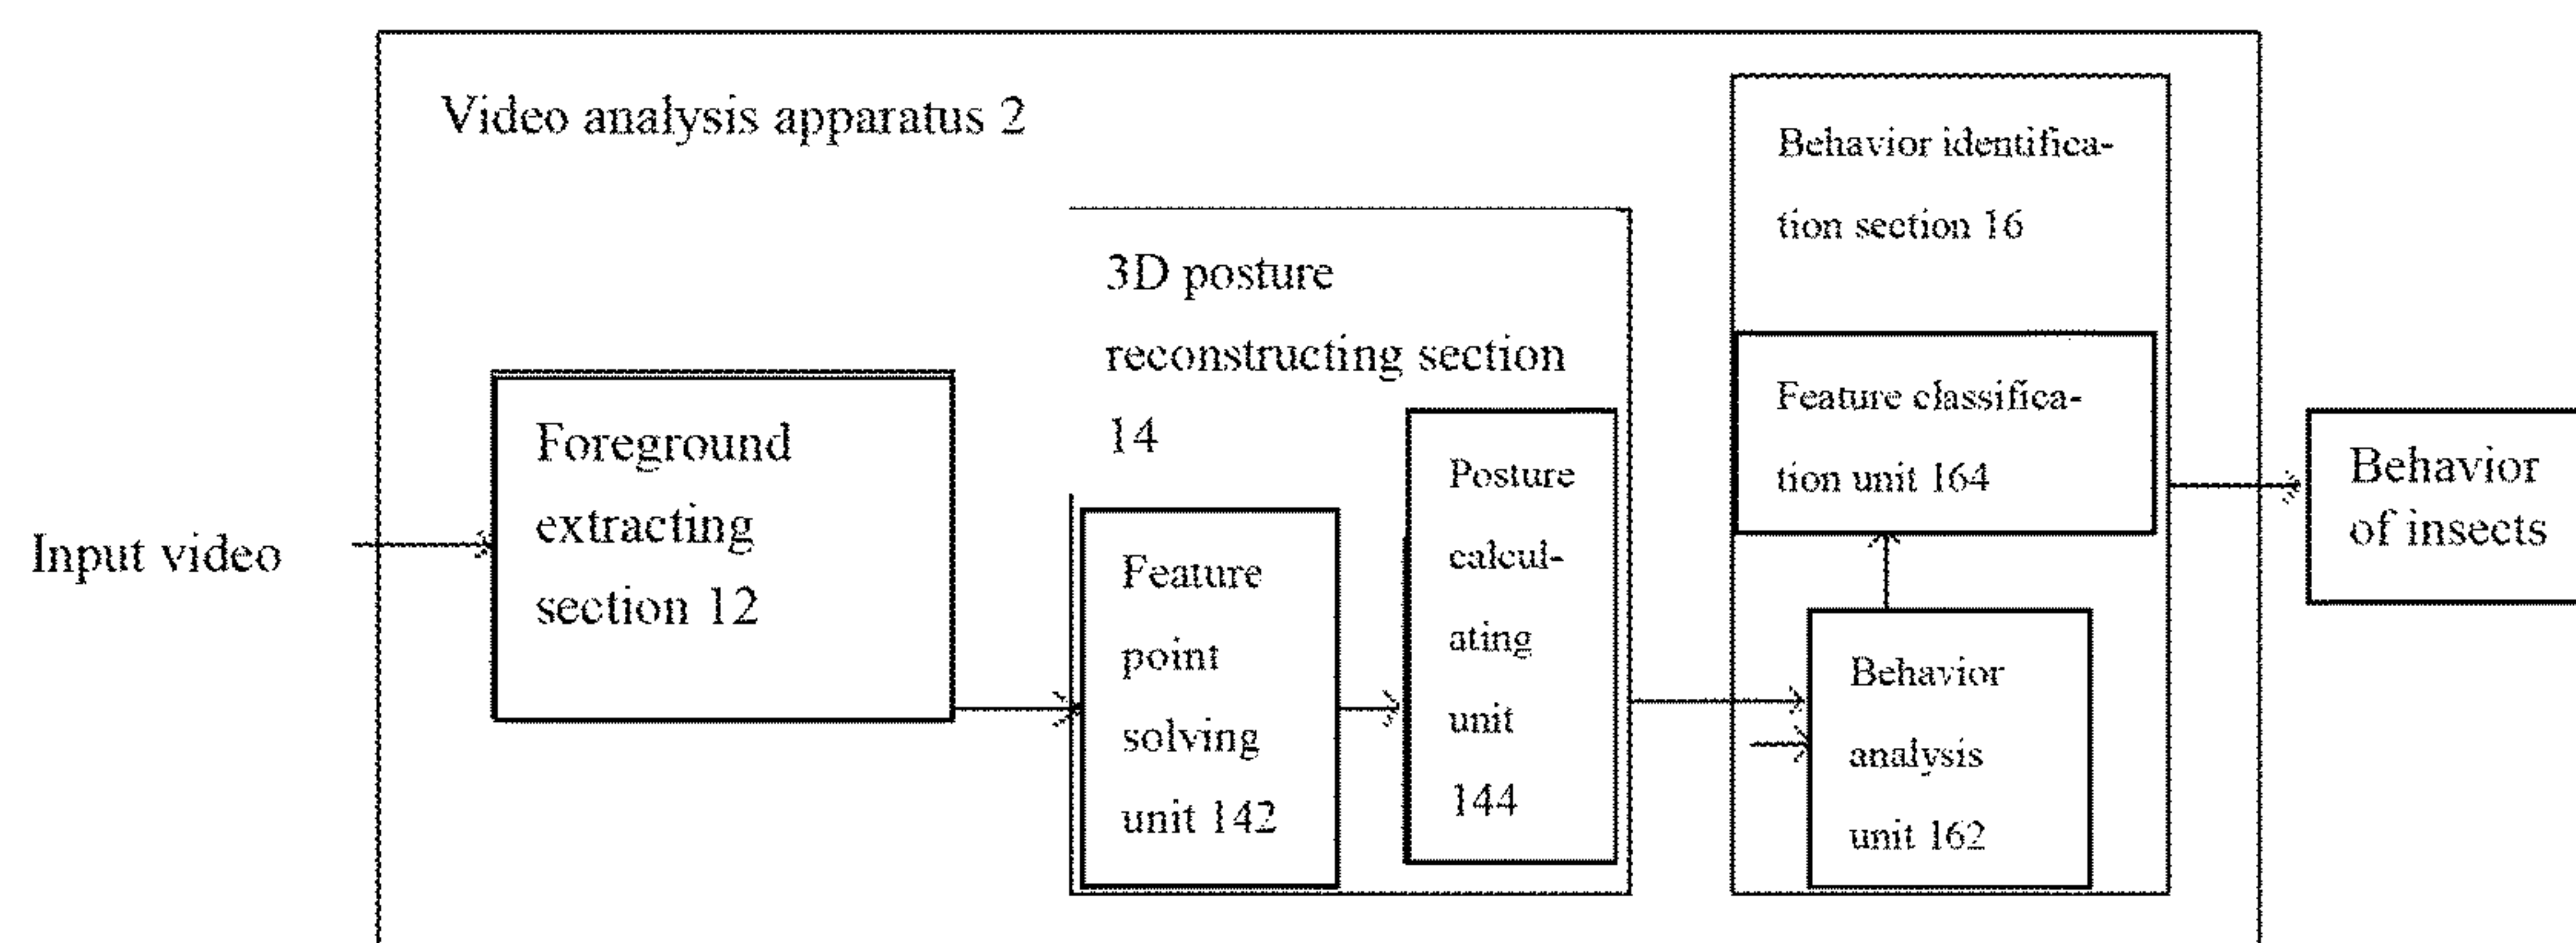 Video analysis apparatus 2
Input video
Foreground
extracting
section 12
3D posture
reconstructing section
14
Feature
point
solving
unit 142
Posture
calcul-
ating
unit
144
Behavior identifica-
tion section 16
Feature classifica-
tion unit 164
Behavior
analysis
unit 162
Behavior
of insects